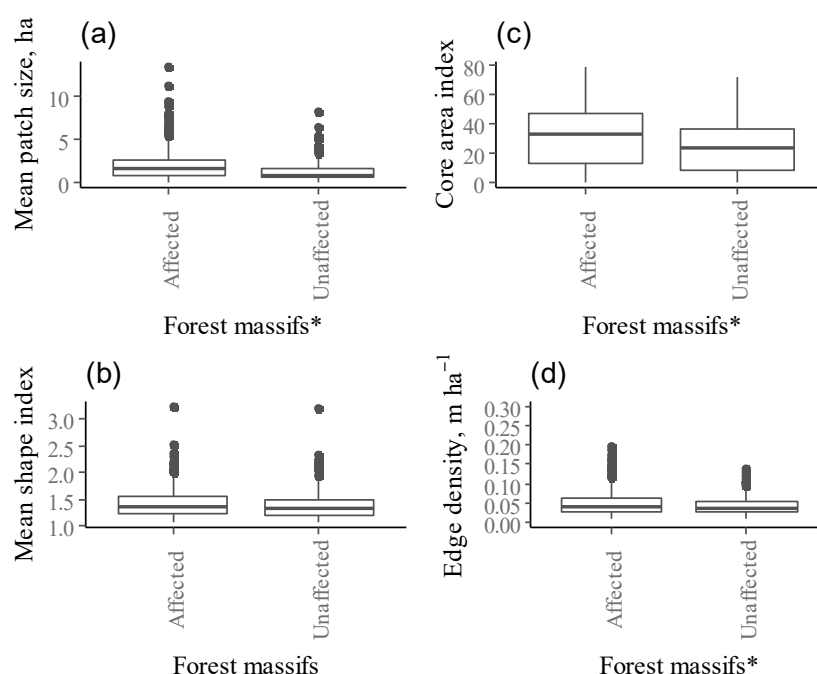 (a)
Mean patch size, ha
10
5
0
Affected
Unaffected
Forest massifs*
(c)
Core area index
80
60
40
20
0
Affected
Unaffected
Forest massifs*
(b)
Mean shape index
3.0
2.5
2.0
1.5
1.0
Affected
Unaffected
Forest massifs
(d)
Edge density, m ha⁻¹
0.30
0.25
0.20
0.15
0.10
0.05
0.00
Affected
Unaffected
Forest massifs*